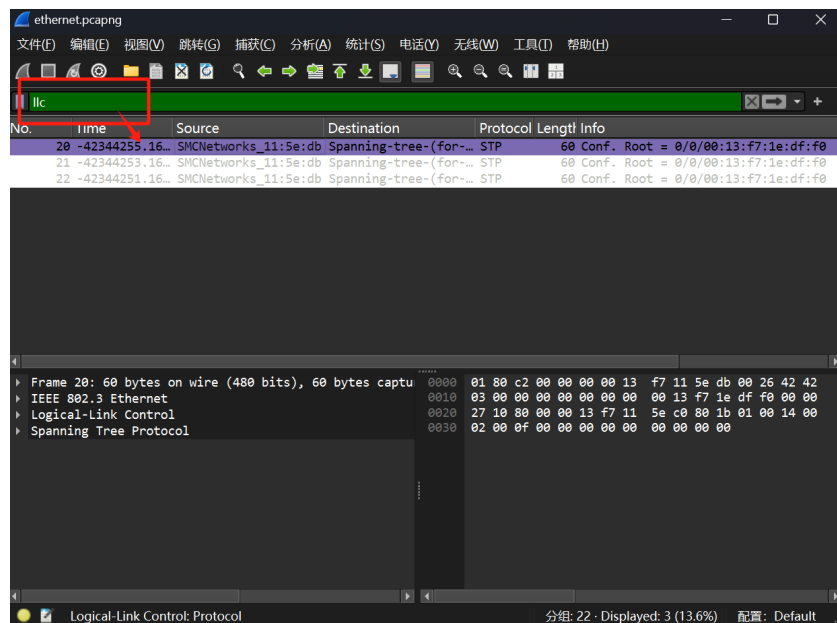 ethernet.pcapng
文件(F) 编辑(E) 视图(V) 跳转(G) 捕获(C) 分析(A) 统计(S) 电话(Y) 无线(W) 工具(T) 帮助(H)
llc
No. Time Source Destination Protocol Length Info
20 -42344255.16… SMCNetworks_11:5e:db Spanning-tree-(for-… STP 60 Conf. Root = 0/0/00:13:f7:1e:df:f0
21 -42344253.16… SMCNetworks_11:5e:db Spanning-tree-(for-… STP 60 Conf. Root = 0/0/00:13:f7:1e:df:f0
22 -42344251.16… SMCNetworks_11:5e:db Spanning-tree-(for-… STP 60 Conf. Root = 0/0/00:13:f7:1e:df:f0
Frame 20: 60 bytes on wire (480 bits), 60 bytes captu
IEEE 802.3 Ethernet
Logical-Link Control
Spanning Tree Protocol
0000 01 80 c2 00 00 00 00 13 f7 11 5e db 00 26 42 42
0010 03 00 00 00 00 00 00 00 00 13 f7 1e df f0 00 00
0020 27 10 80 00 00 13 f7 11 5e c0 80 1b 01 00 14 00
0030 02 00 0f 00 00 00 00 00 00 00 00 00
Logical-Link Control: Protocol 分组: 22 · Displayed: 3 (13.6%) 配置: Default